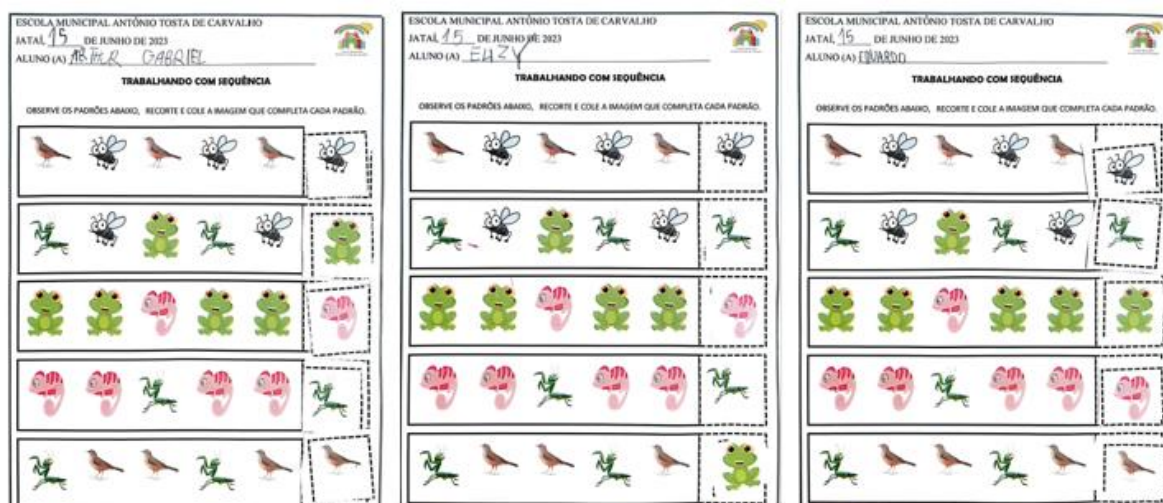 ESCOLA MUNICIPAL ANTÔNIO TOSTA DE CARVALHO
JATAÍ, 15 DE JUNHO DE 2023
ALUNO (A) ARTHUR GABRIEL
TRABALHANDO COM SEQUÊNCIA
OBSERVE OS PADRÕES ABAIXO, RECORTE E COLE A IMAGEM QUE COMPLETA CADA PADRÃO.
ESCOLA MUNICIPAL ANTÔNIO TOSTA DE CARVALHO
JATAÍ, 15 DE JUNHO DE 2023
ALUNO (A)
TRABALHANDO COM SEQUÊNCIA
OBSERVE OS PADRÕES ABAIXO, RECORTE E COLE A IMAGEM QUE COMPLETA CADA PADRÃO.
ESCOLA MUNICIPAL ANTÔNIO TOSTA DE CARVALHO
JATAÍ, 15 DE JUNHO DE 2023
ALUNO (A) EDUARDO
TRABALHANDO COM SEQUÊNCIA
OBSERVE OS PADRÕES ABAIXO, RECORTE E COLE A IMAGEM QUE COMPLETA CADA PADRÃO.